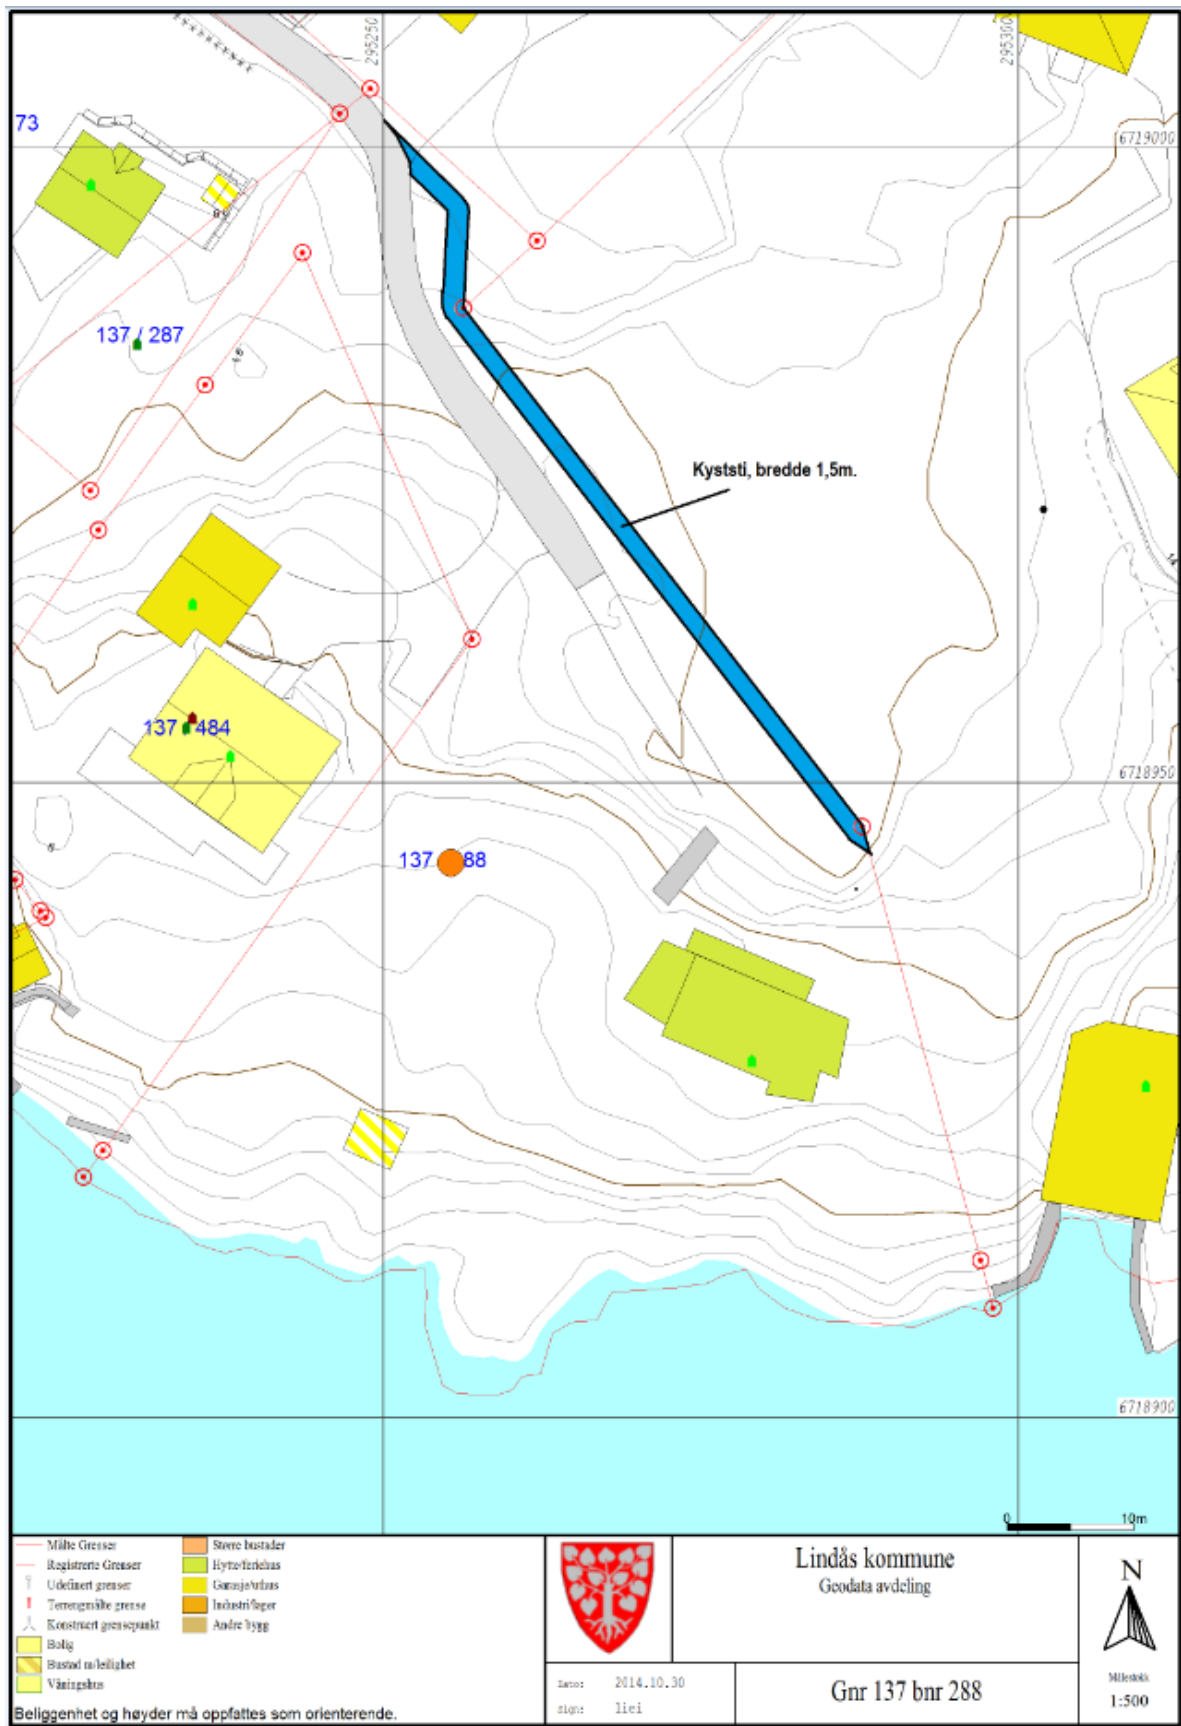 295250
295300
73
6719000
137 / 287
Kyststi, bredde 1,5m.
137 484
6718950
137 88
6718900
0 10m
Målte Grenser
Registrerte Grenser
Udefinert grenser
Terrengmålte grense
Konstruert grensepunkt
Bolig
Bustad m/leilighet
Våningshus
Større bustader
Hytte/feriehus
Garasje/uthus
Industri/lager
Andre bygg
Beliggenhet og høyder må oppfattes som orienterende.
Lindås kommune
Geodata avdeling
Dato: 2014.10.30
Sign: liei
Gnr 137 bnr 288
N
Målestokk
1:500